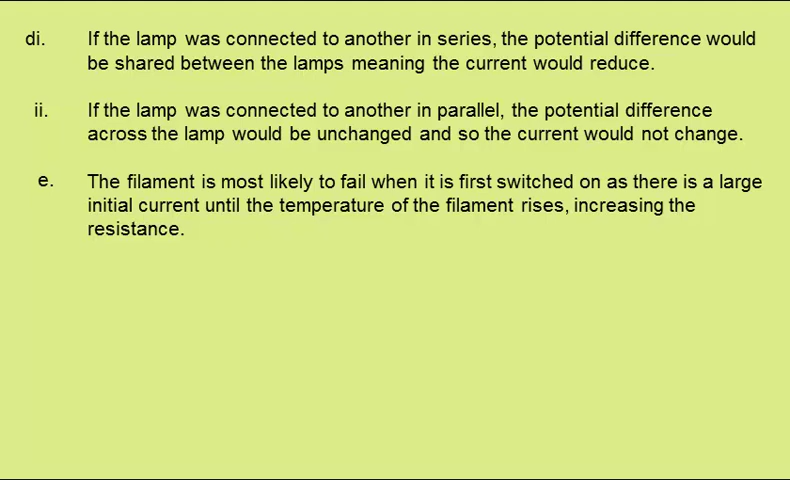 di. If the lamp was connected to another in series, the potential difference would
be shared between the lamps meaning the current would reduce.
ii. If the lamp was connected to another in parallel, the potential difference
across the lamp would be unchanged and so the current would not change.
e. The filament is most likely to fail when it is first switched on as there is a large
initial current until the temperature of the filament rises, increasing the
resistance.